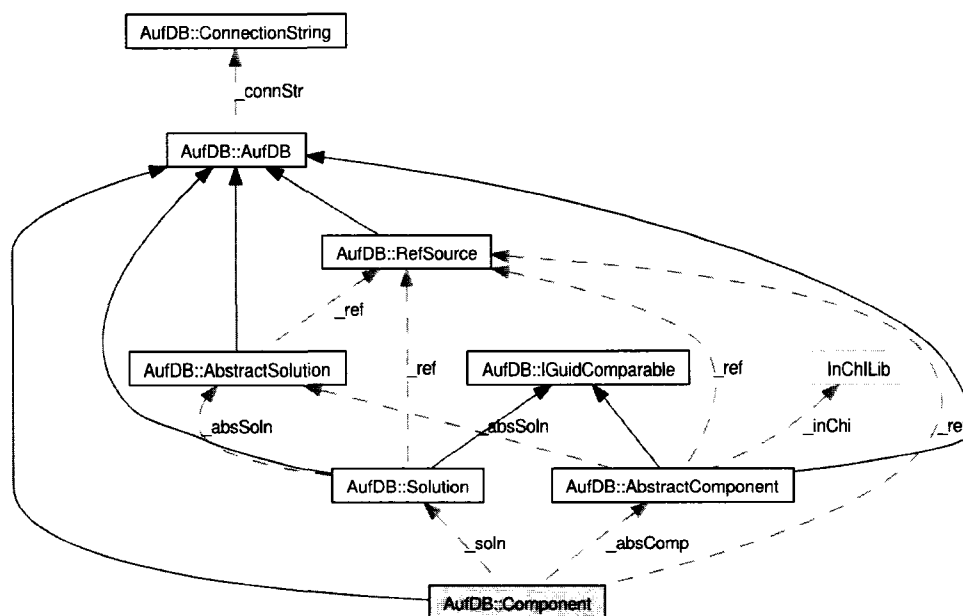 AufDB::ConnectionString
_connStr
AufDB::AufDB
AufDB::RefSource
_ref
AufDB::AbstractSolution
_ref
AufDB::IGuidComparable
_ref
InChILib
_absSoln
_absSoln
_inChi
_re
AufDB::Solution
AufDB::AbstractComponent
_soln
_absComp
AufDB::Component